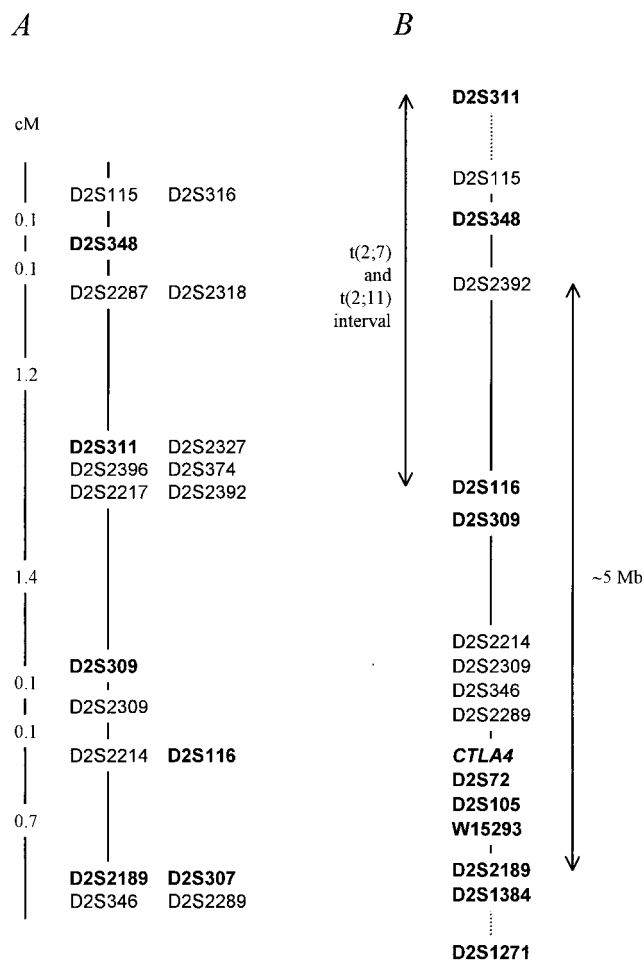 A
cM
0.1
0.1
1.2
1.4
0.1
0.1
0.7
D2S115 D2S316
D2S348
D2S2287 D2S2318
D2S311 D2S2327
D2S2396 D2S374
D2S2217 D2S2392
D2S309
D2S2309
D2S2214 D2S116
D2S2189 D2S307
D2S346 D2S2289
B
t(2;7)
and
t(2;11)
interval
D2S311
D2S115
D2S348
D2S2392
D2S116
D2S309
D2S2214
D2S2309
D2S346
D2S2289
CTLA4
D2S72
D2S105
W15293
D2S2189
D2S1384
D2S1271
~5 Mb